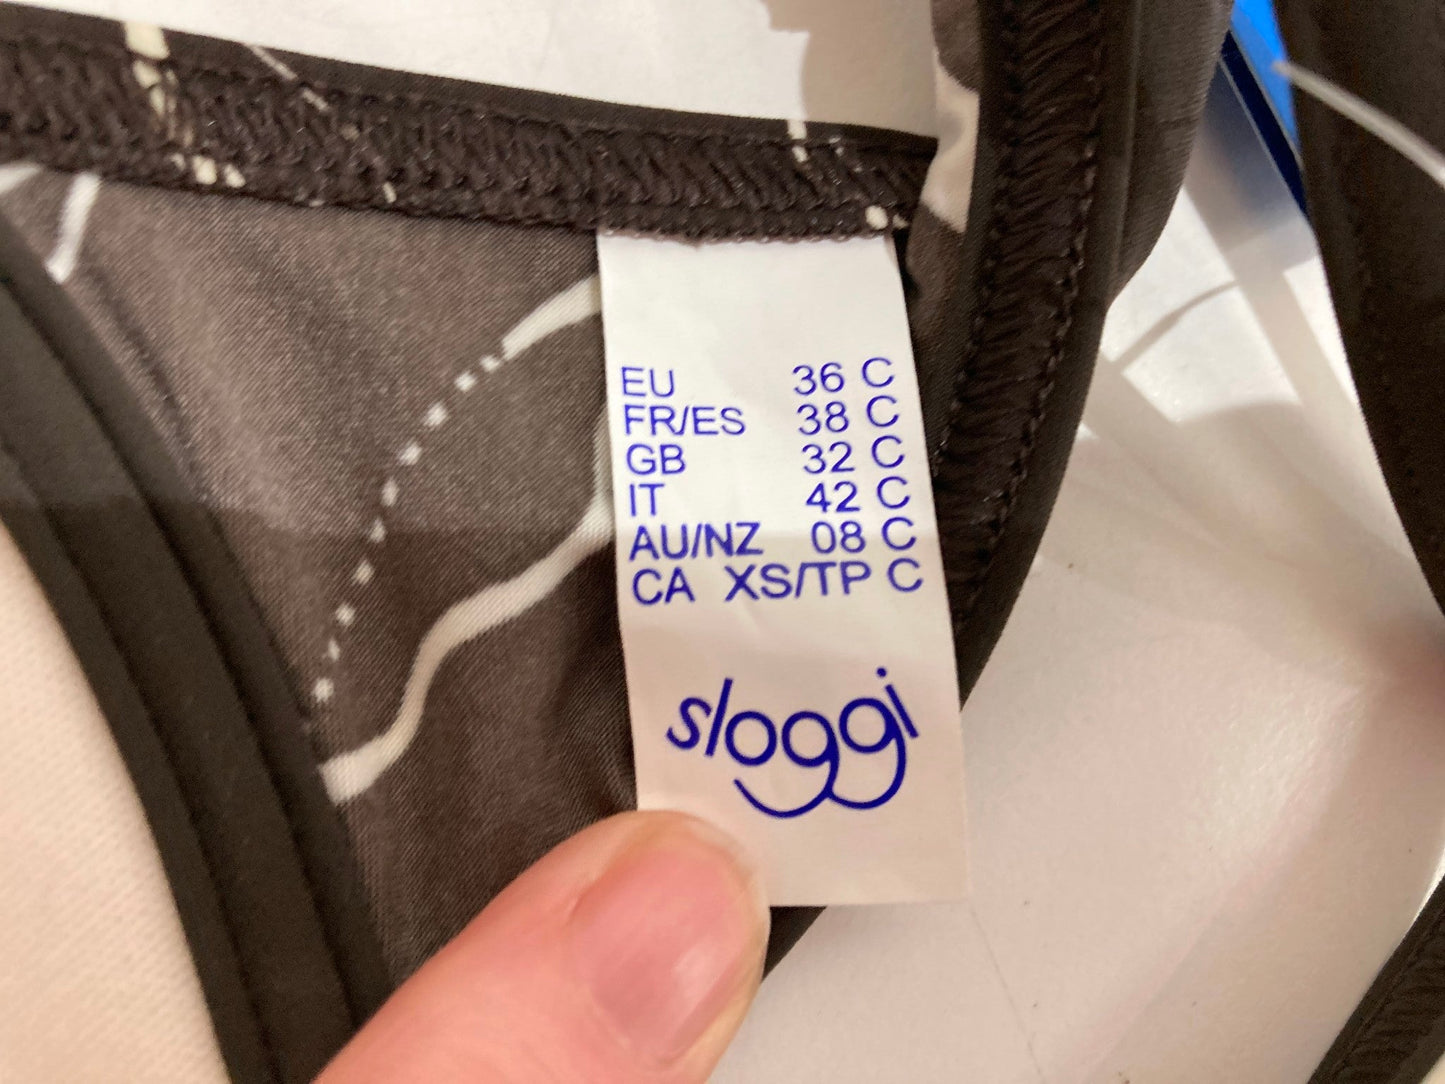 EU 36 C
FR/ES 38 C
GB 32 C
IT 42 C
AU/NZ 08 C
CA XS/TP C
sloggi